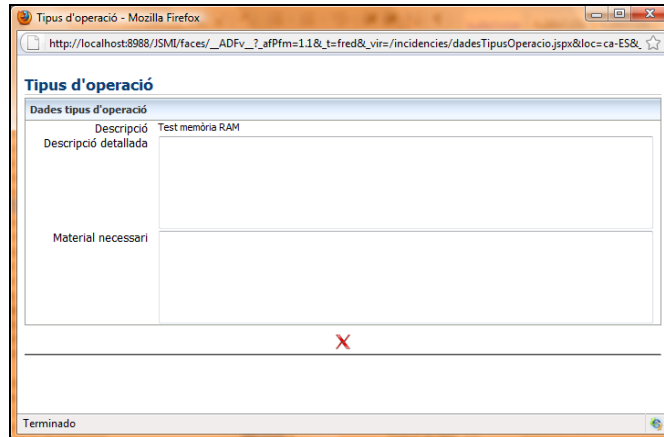 Tipus d'operació - Mozilla Firefox
http://localhost:8988/JSMI/faces/__ADFv__?_afPfm=1.1&_t=fred&_vir=/incidencies/dadesTipusOperacio.jspx&loc=ca-ES&_
Tipus d'operació
Dades tipus d'operació
Descripció Test memòria RAM
Descripció detallada
Material necessari
Terminado